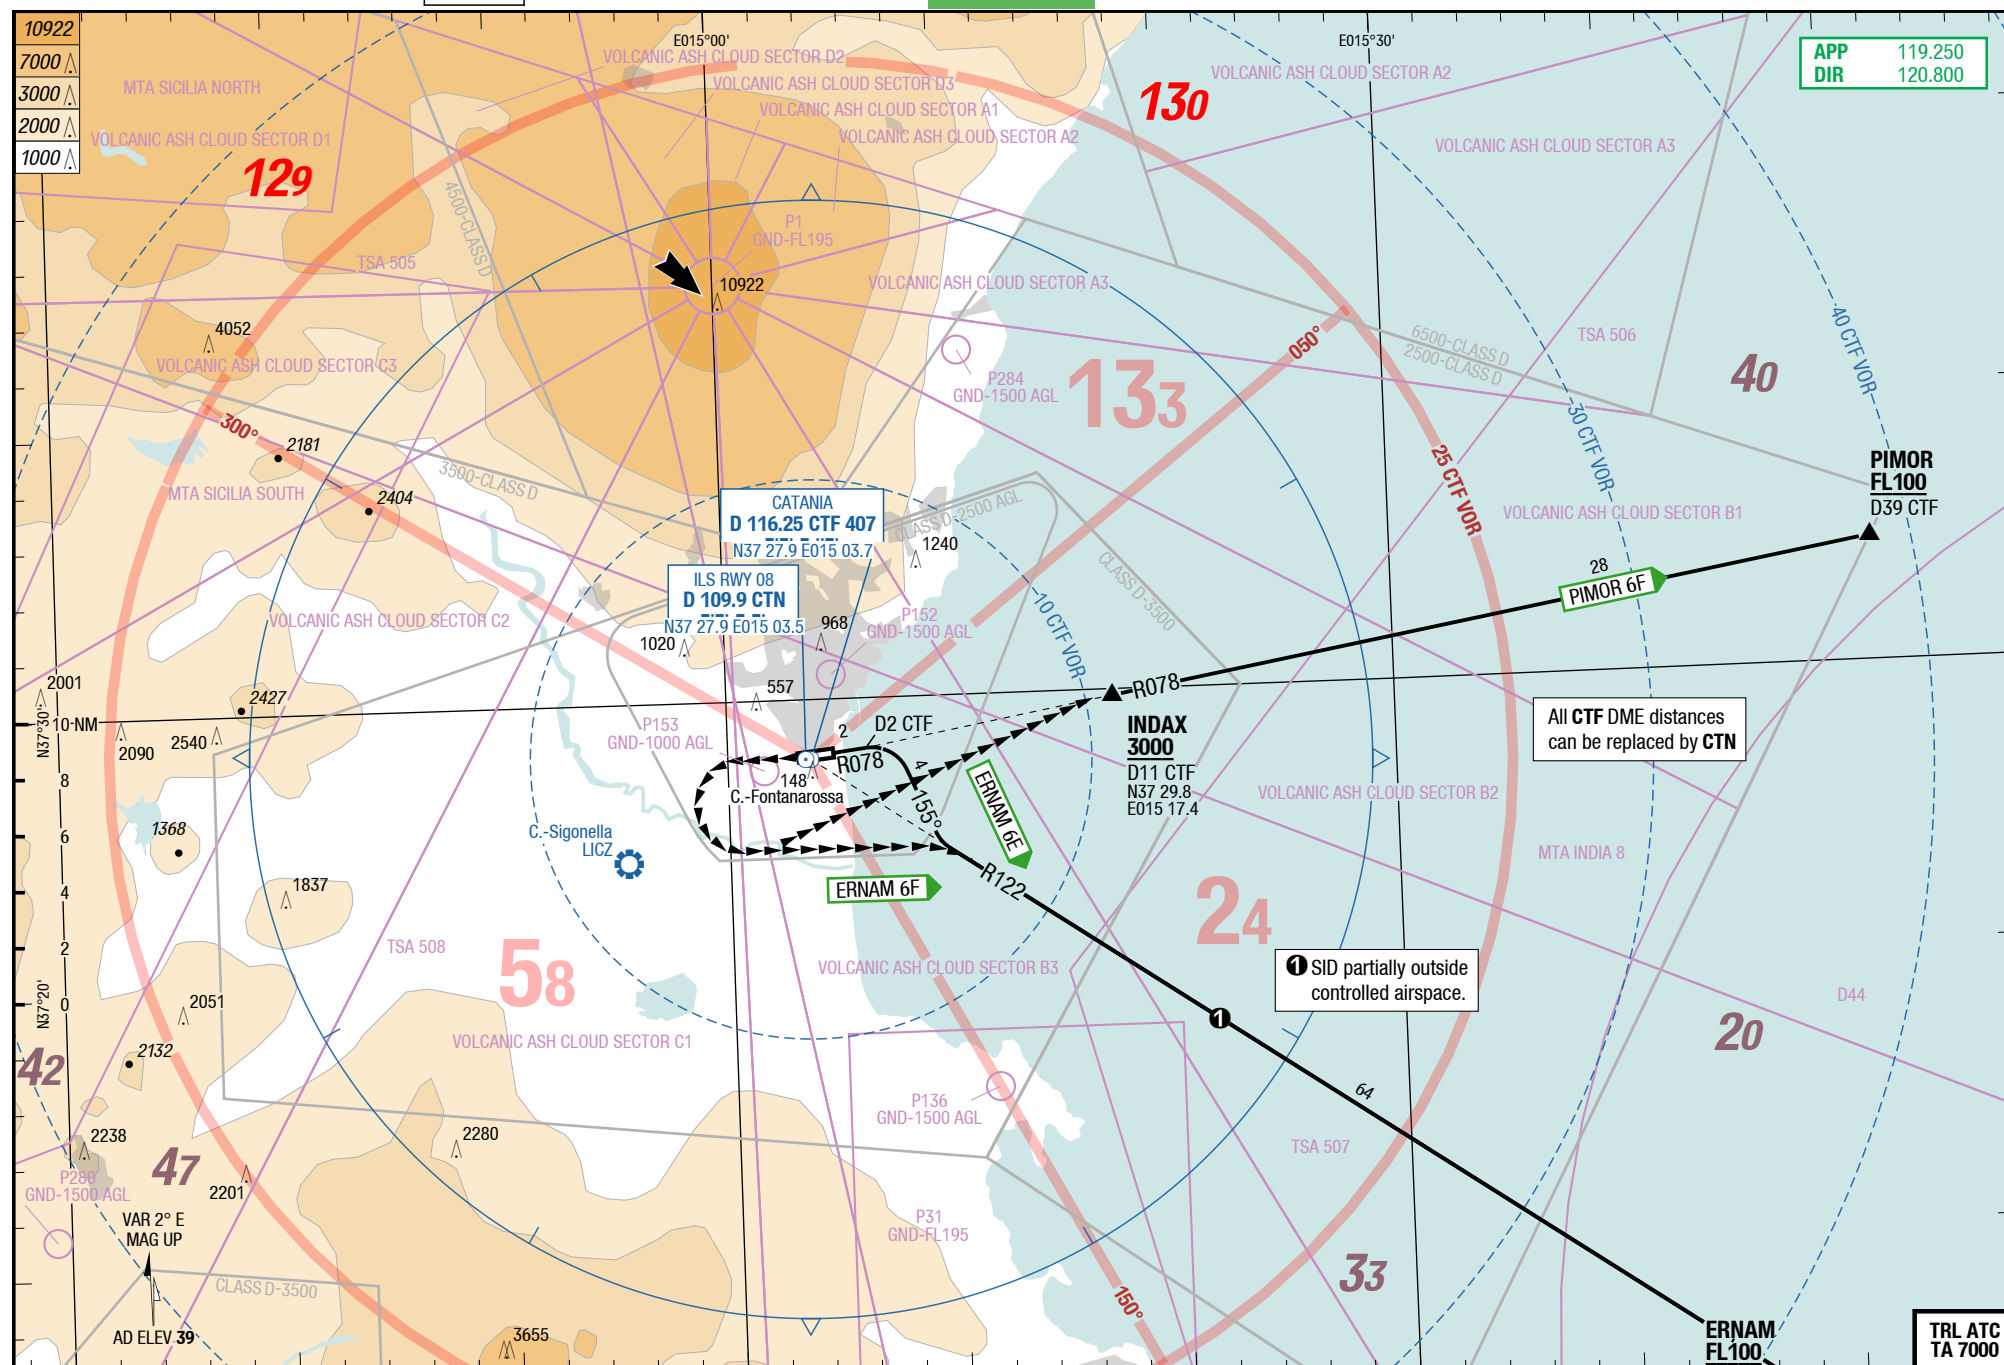 10922
7000
3000
2000
1000
E015°00'
E015°30'
APP 119.250
DIR 120.800
MTA SICILIA NORTH
VOLCANIC ASH CLOUD SECTOR D2
VOLCANIC ASH CLOUD SECTOR D3
VOLCANIC ASH CLOUD SECTOR A1
VOLCANIC ASH CLOUD SECTOR A2
VOLCANIC ASH CLOUD SECTOR A2
VOLCANIC ASH CLOUD SECTOR D1
VOLCANIC ASH CLOUD SECTOR A3
129
130
4500-CLASS D
P1
GND-FL195
TSA 505
10922
VOLCANIC ASH CLOUD SECTOR A3
4052
VOLCANIC ASH CLOUD SECTOR C3
050°
6500-CLASS D
2500-CLASS D
TSA 506
40 CTF VOR
P284
GND-1500 AGL
133
40
300°
2181
30 CTF VOR
25 CTF VOR
3500-CLASS D
MTA SICILIA SOUTH
2404
PIMOR
FL100
D39 CTF
CATANIA
D 116.25 CTF 407
N37 27.9 E015 03.7
CLASS D-2500 AGL
1240
VOLCANIC ASH CLOUD SECTOR B1
CLASS D-3500
28
PIMOR 6F
ILS RWY 08
D 109.9 CTN
N37 27.9 E015 03.5
10 CTF VOR
P152
GND-1500 AGL
968
1020
VOLCANIC ASH CLOUD SECTOR C2
2001
2427
557
R078
N37°30'
10 NM
2090
2540
P153
GND-1000 AGL
2
D2 CTF
R078
INDAX
3000
D11 CTF
N37 29.8
E015 17.4
All CTF DME distances
can be replaced by CTN
8
148
C.-Fontanarossa
4
155°
ERNAM 6E
VOLCANIC ASH CLOUD SECTOR B2
6
1368
C.-Sigonella
LICZ
MTA INDIA 8
4
1837
ERNAM 6F
R122
24
2
TSA 508
58
VOLCANIC ASH CLOUD SECTOR B3
1 SID partially outside
controlled airspace.
D44
N37°20'
0
2051
1
20
VOLCANIC ASH CLOUD SECTOR C1
2132
42
64
P136
GND-1500 AGL
2238
2280
TSA 507
47
P280
GND-1500 AGL
2201
VAR 2° E
MAG UP
P31
GND-FL195
33
CLASS D-3500
150°
AD ELEV 39
3655
ERNAM
FL100
TRL ATC
TA 7000